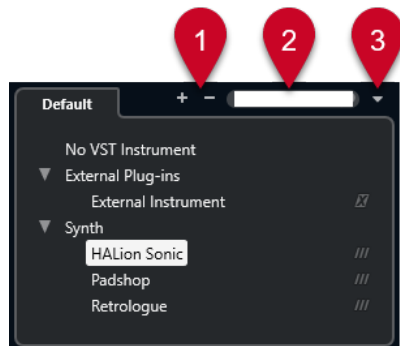 1 2 3
Default + −
No VST Instrument
External Plug-ins
External Instrument
Synth
HALion Sonic
Padshop
Retrologue